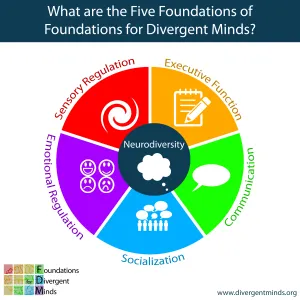 What are the Five Foundations of
Foundations for Divergent Minds?
Sensory Regulation
Executive Function
Neurodiversity
Emotional Regulation
Communication
Socialization
Foundations
Divergent
Minds
F
D
M
www.divergentminds.org